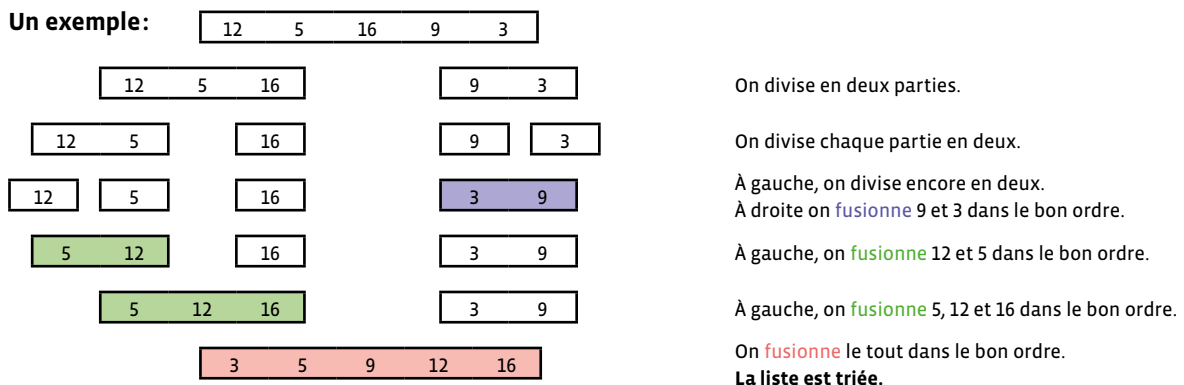 Un exemple:
12 5 16 9 3
12 5 16 9 3 On divise en deux parties.
12 5 16 9 3 On divise chaque partie en deux.
12 5 16 3 9 À gauche, on divise encore en deux.
À droite on fusionne 9 et 3 dans le bon ordre.
5 12 16 3 9 À gauche, on fusionne 12 et 5 dans le bon ordre.
5 12 16 3 9 À gauche, on fusionne 5, 12 et 16 dans le bon ordre.
3 5 9 12 16 On fusionne le tout dans le bon ordre.
La liste est triée.